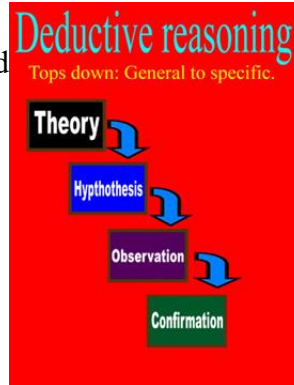 Deductive reasoning
d
Tops down: General to specific.
Theory
Hypthothesis
Observation
Confirmation